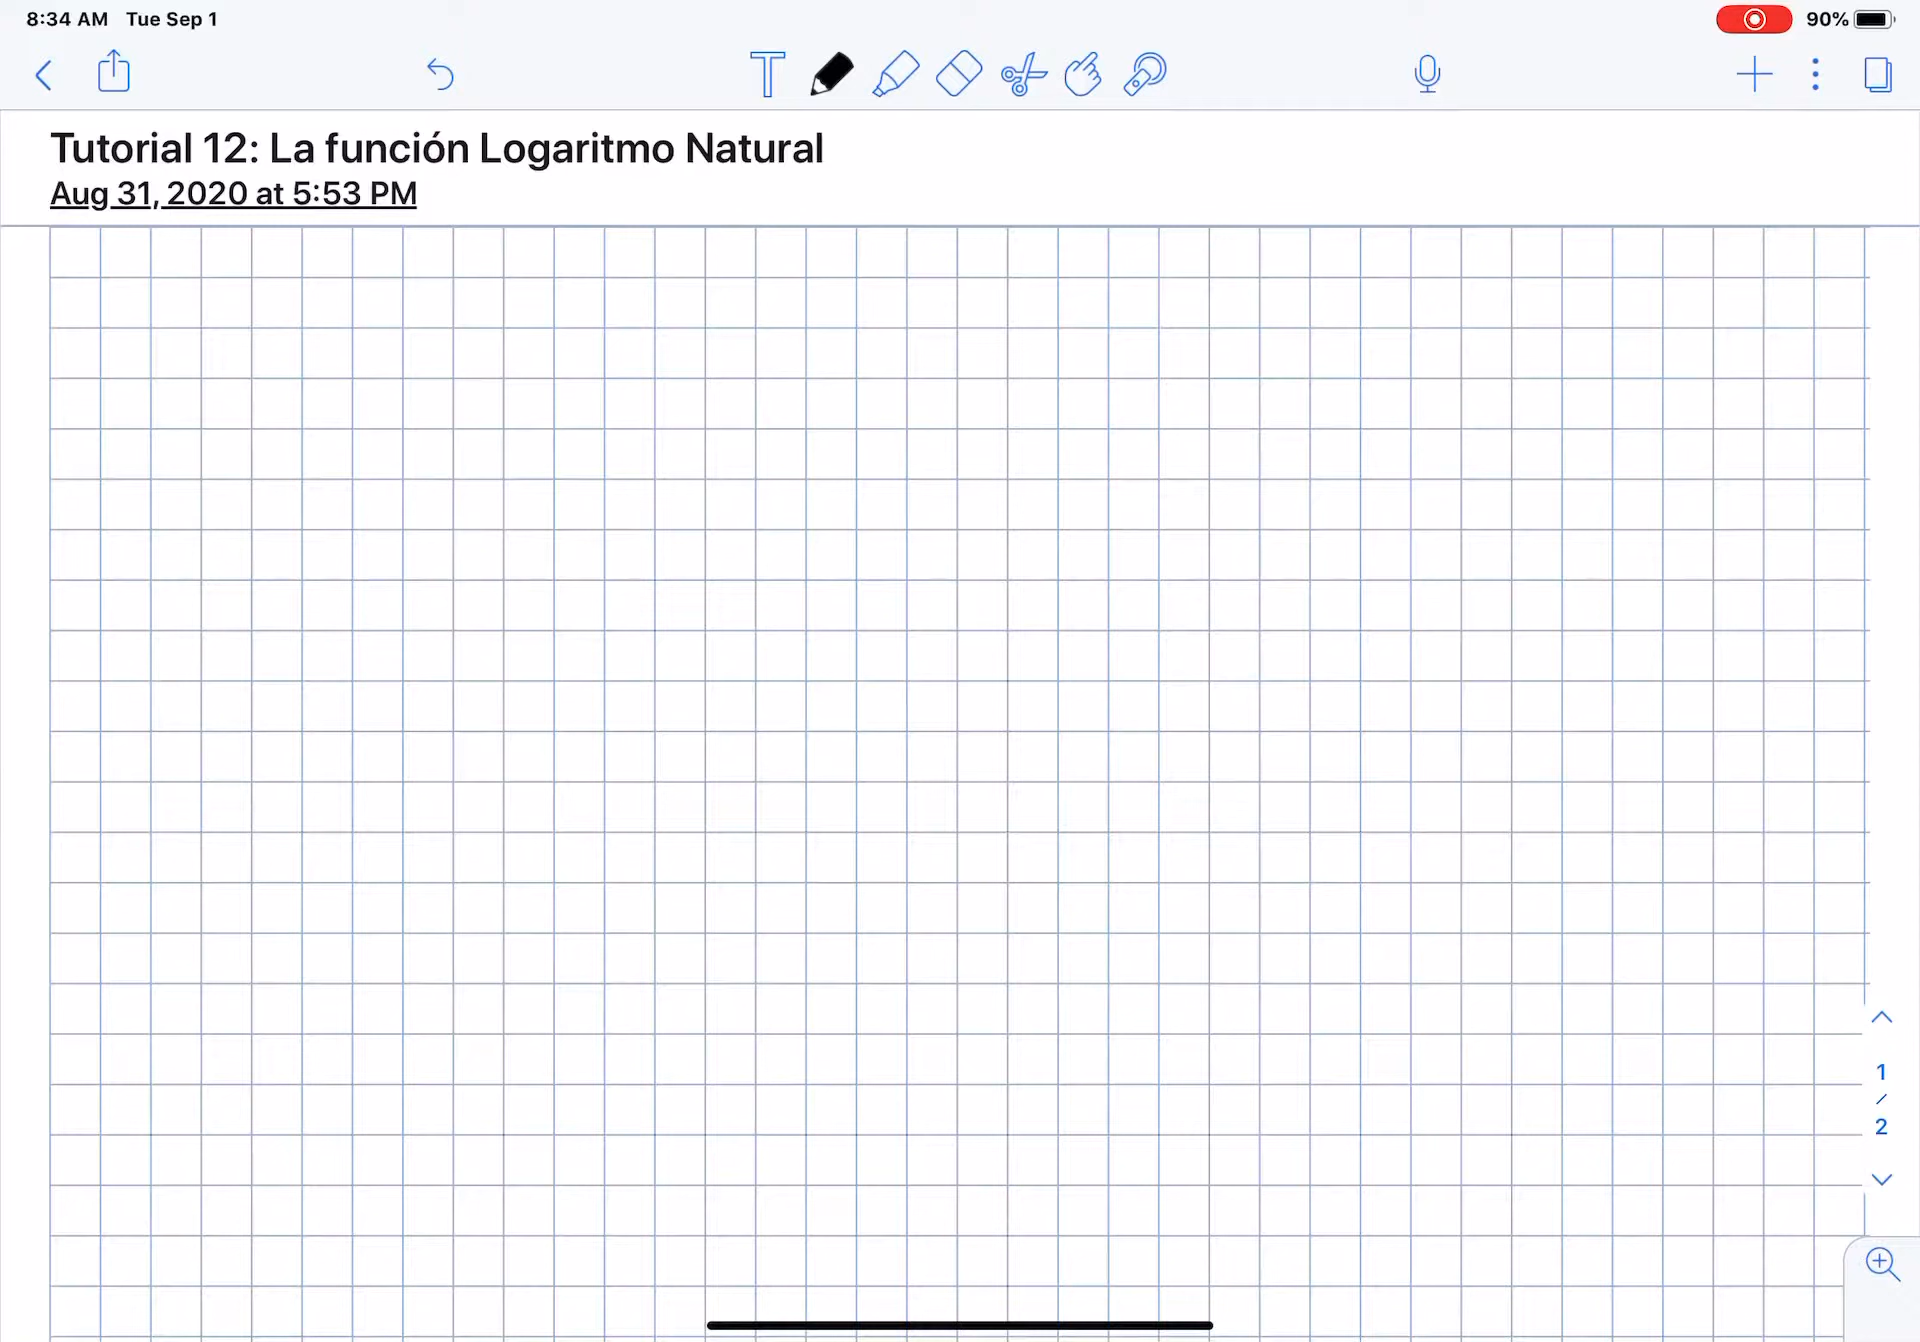 8:34 AM Tue Sep 1
90%
Tutorial 12: La función Logaritmo Natural
Aug 31, 2020 at 5:53 PM
1
/
2